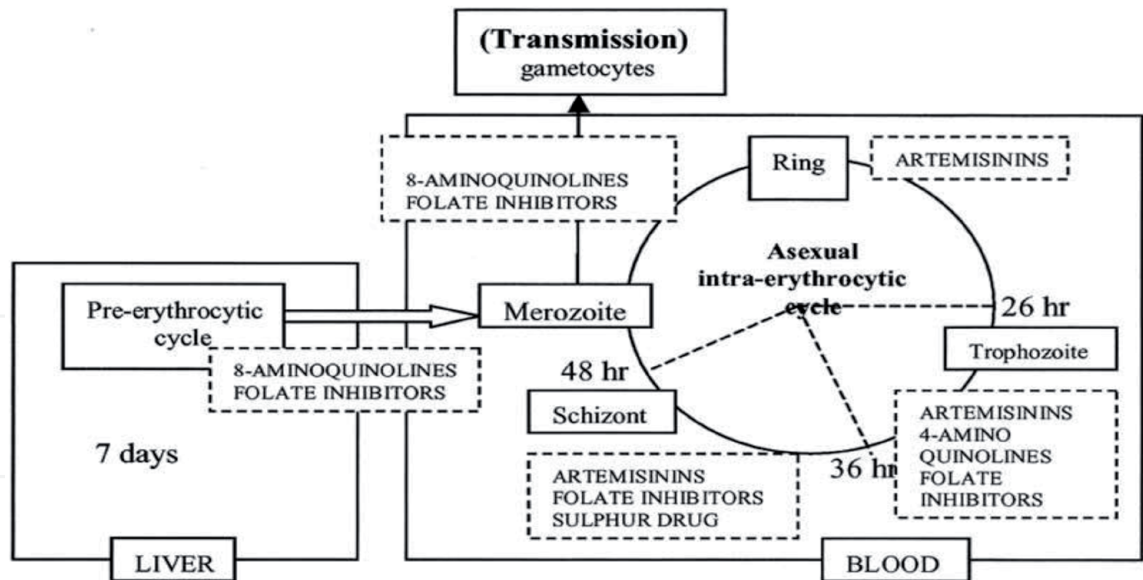 (Transmission)
gametocytes
8-AMINOQUINOLINES
FOLATE INHIBITORS
Ring
ARTEMISININS
Asexual
intra-erythrocytic
cycle
Pre-erythrocytic
cycle
8-AMINOQUINOLINES
FOLATE INHIBITORS
Merozoite
26 hr
Trophozoite
48 hr
Schizont
ARTEMISININS
4-AMINO
QUINOLINES
FOLATE
INHIBITORS
36 hr
ARTEMISININS
FOLATE INHIBITORS
SULPHUR DRUG
7 days
LIVER
BLOOD